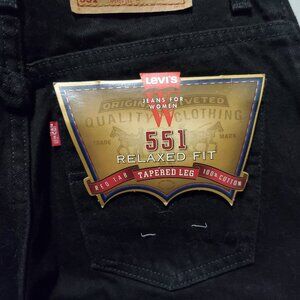 551
Levi's
JEANS FOR
WOMEN
ORIGINAL RIVETED
QUALITY CLOTHING
TRADE MARK
551
RELAXED FIT
RED TAB TAPERED LEG 100% COTTON